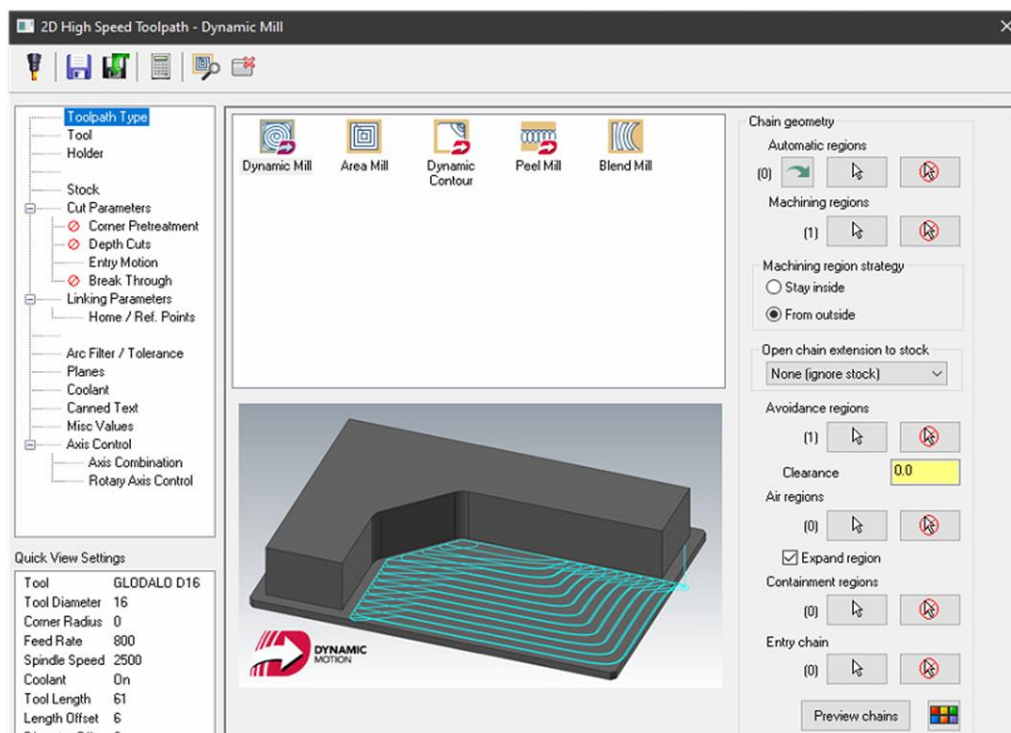 2D High Speed Toolpath - Dynamic Mill
Toolpath Type
Tool
Holder
Stock
Cut Parameters
Corner Pretreatment
Depth Cuts
Entry Motion
Break Through
Linking Parameters
Home / Ref. Points
Arc Filter / Tolerance
Planes
Coolant
Canned Text
Misc Values
Axis Control
Axis Combination
Rotary Axis Control
Quick View Settings
Tool GLODALO D16
Tool Diameter 16
Corner Radius 0
Feed Rate 800
Spindle Speed 2500
Coolant On
Tool Length 61
Length Offset 6
Dynamic Mill
Area Mill
Dynamic
Contour
Peel Mill
Blend Mill
DYNAMIC
MOTION
Chain geometry
Automatic regions
(0)
Machining regions
(1)
Machining region strategy
Stay inside
From outside
Open chain extension to stock
None (ignore stock)
Avoidance regions
(1)
Clearance 0.0
Air regions
(0)
Expand region
Containment regions
(0)
Entry chain
(0)
Preview chains